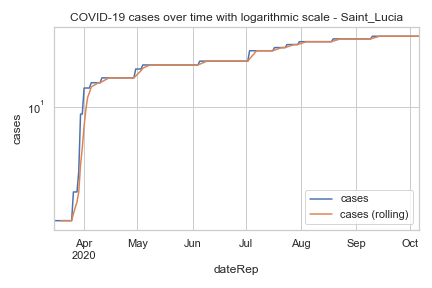 COVID-19 cases over time with logarithmic scale - Saint_Lucia
cases
10¹
Apr
2020
May
Jun
Jul
Aug
Sep
Oct
dateRep
cases
cases (rolling)